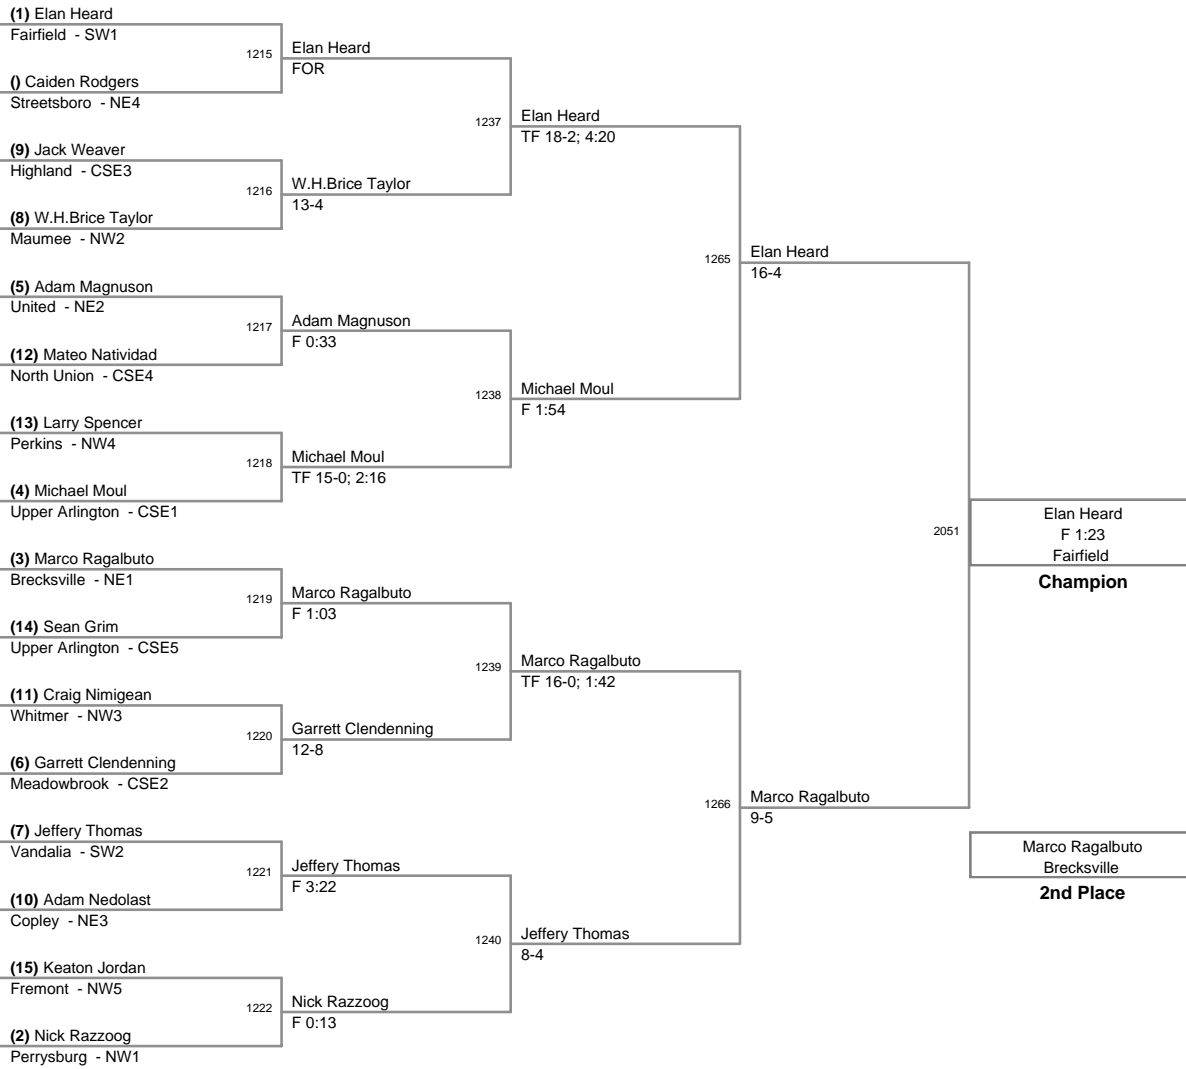 (1) Elan Heard
Fairfield - SW1
1215
() Caiden Rodgers
Streetsboro - NE4
(9) Jack Weaver
Highland - CSE3
1216
(8) W.H.Brice Taylor
Maumee - NW2
(5) Adam Magnuson
United - NE2
1217
(12) Mateo Natividad
North Union - CSE4
(13) Larry Spencer
Perkins - NW4
1218
(4) Michael Moul
Upper Arlington - CSE1
(3) Marco Ragalbuto
Brecksville - NE1
1219
(14) Sean Grim
Upper Arlington - CSE5
(11) Craig Nimigean
Whitmer - NW3
1220
(6) Garrett Clendenning
Meadowbrook - CSE2
(7) Jeffery Thomas
Vandalia - SW2
1221
(10) Adam Nedolast
Copley - NE3
(15) Keaton Jordan
Fremont - NW5
1222
(2) Nick Razzoog
Perrysburg - NW1
Elan Heard
FOR
1237
W.H.Brice Taylor
13-4
Adam Magnuson
F 0:33
1238
Michael Moul
TF 15-0; 2:16
Marco Ragalbuto
F 1:03
1239
Garrett Clendenning
12-8
Jeffery Thomas
F 3:22
1240
Nick Razzoog
F 0:13
Elan Heard
TF 18-2; 4:20
1265
Michael Moul
F 1:54
Marco Ragalbuto
TF 16-0; 1:42
1266
Jeffery Thomas
8-4
Elan Heard
16-4
2051
Marco Ragalbuto
9-5
Elan Heard
F 1:23
Fairfield
Champion
Marco Ragalbuto
Brecksville
2nd Place